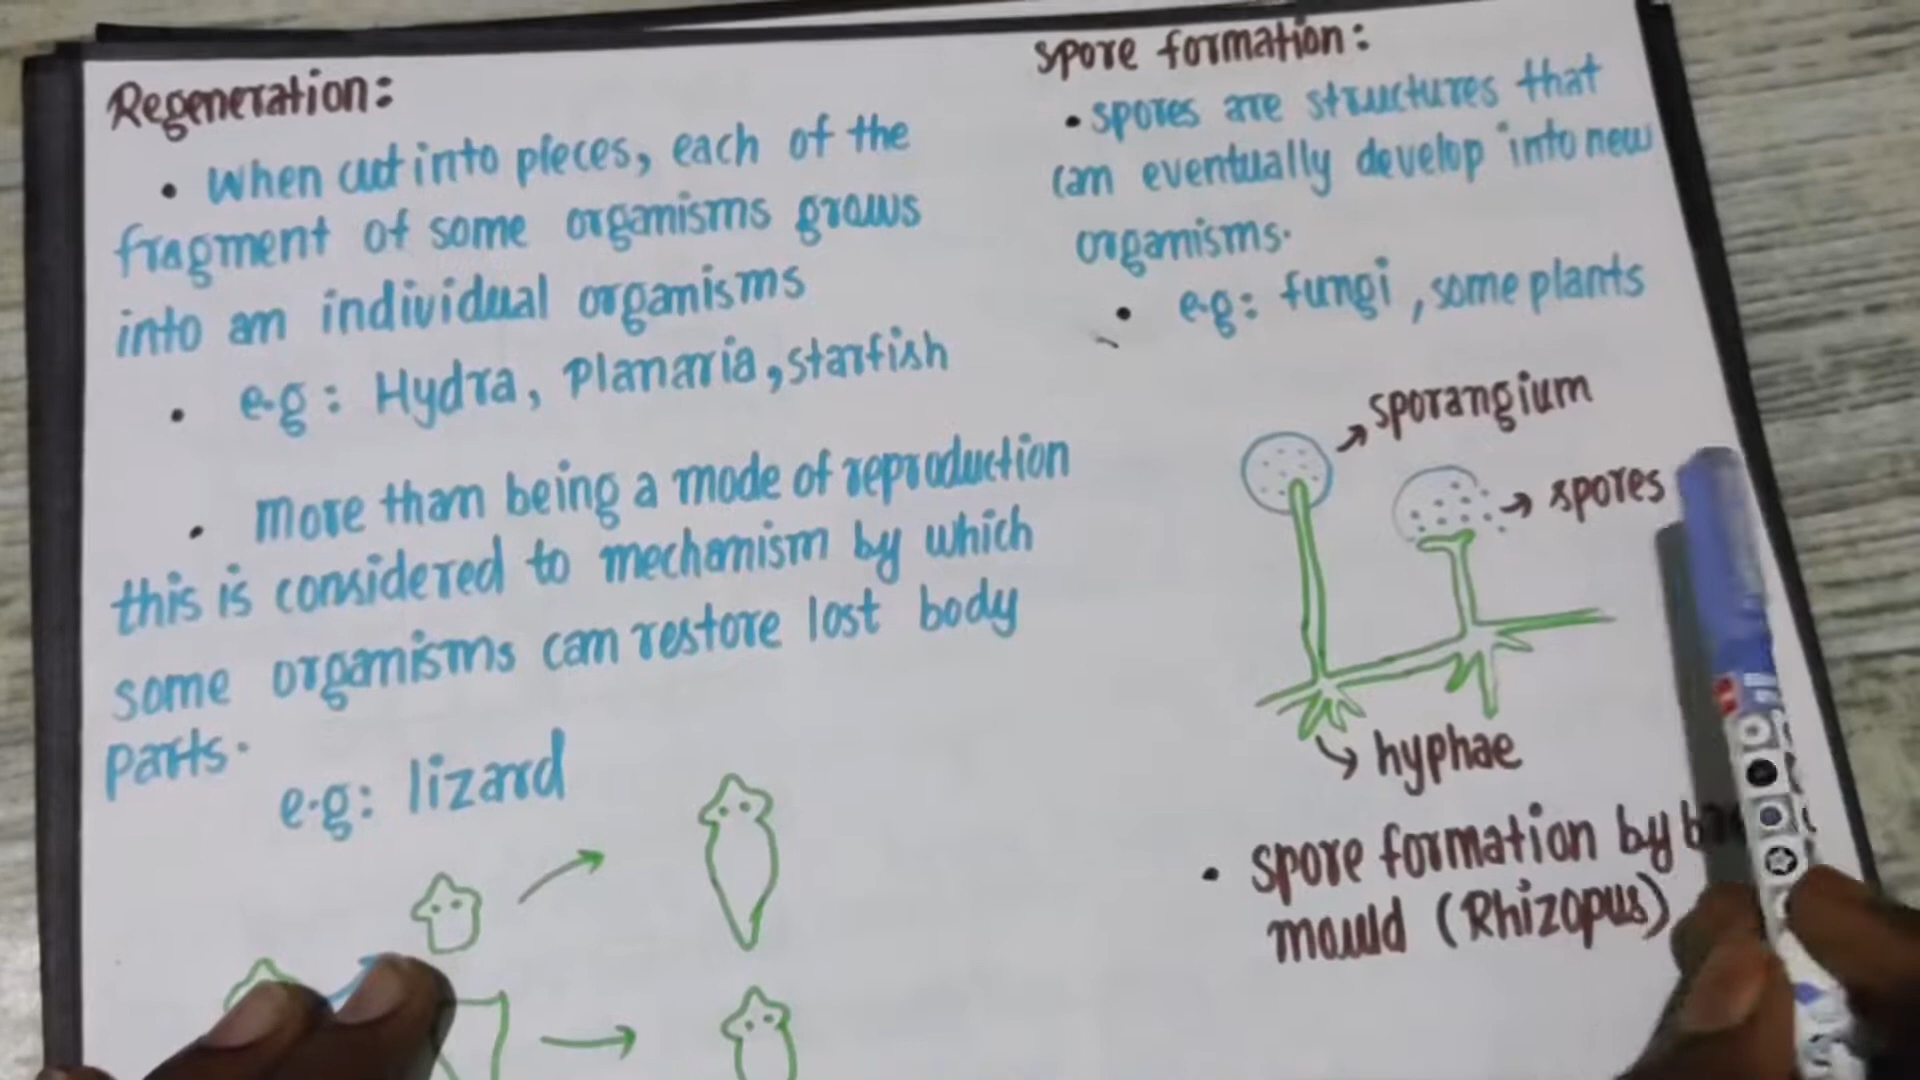 Regeneration:
• When cut into pieces, each of the
fragment of some organisms grows
into an individual organisms
• e.g: Hydra, Planaria, starfish
• More than being a mode of reproduction
this is considered to mechanism by which
some organisms can restore lost body
parts.
e.g: lizard
spore formation:
• spores are structures that
can eventually develop into new
organisms.
• e.g: fungi, some plants
sporangium
spores
hyphae
• spore formation by
mould (Rhizopus)